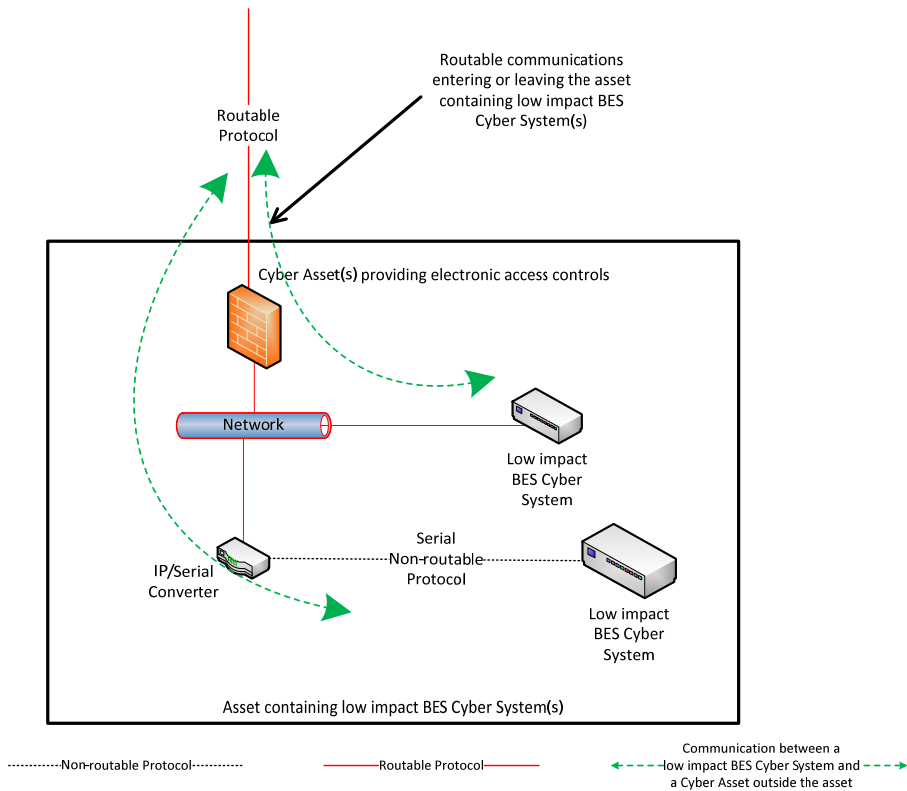 Routable communications
entering or leaving the asset
containing low impact BES
Cyber System(s)
Routable
Protocol
Cyber Asset(s) providing electronic access controls
Network
Low impact
BES Cyber
System
Serial
Non-routable
Protocol
IP/Serial
Converter
Low impact
BES Cyber
System
Asset containing low impact BES Cyber System(s)
Non-routable Protocol
Routable Protocol
Communication between a
low impact BES Cyber System and
a Cyber Asset outside the asset